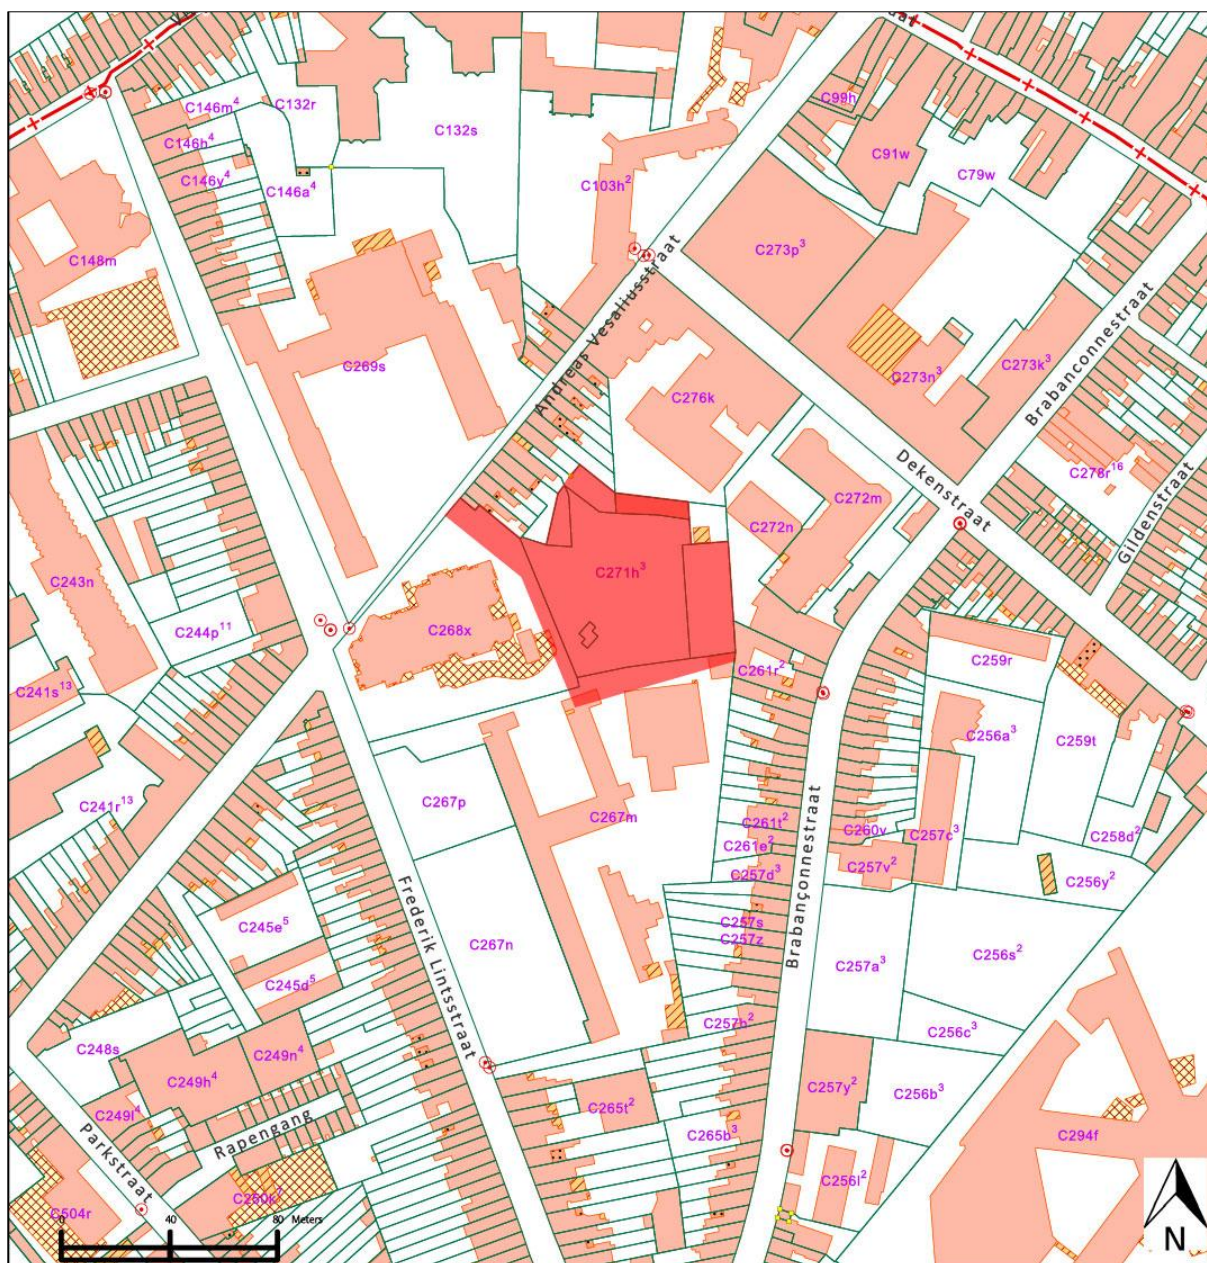 C146m⁴
C132r
C132s
C99h
C146h⁴
C91w
C146v⁴
C146a⁴
C103h²
C79w
C148m
C273p³
Andreas Vesaliusstraat
Brabançonnestraat
C269s
C273n³
C273k³
C276k
C278r¹⁶
Dekenstraat
C272m
C272n
Gildenstraat
C271h³
C243n
C244p¹¹
C268x
C259r
C261r²
C241s¹³
C256a³
C259t
C241r¹³
C267p
C267m
C261t²
C260v
C257c³
C258d²
C261e²
C257v²
C257d³
C256y²
Brabançonnestraat
Frederik Lintsstraat
C245e⁵
C267n
C257s
C257z
C256s²
C257a³
C245d⁵
C257h²
C256c³
C248s
C249n⁴
C249h⁴
C257y²
C256b³
C249l⁴
C265t²
C265b³
C294f
Rapengang
Parkstraat
C256l²
C504r
0 40 80 Meters
N